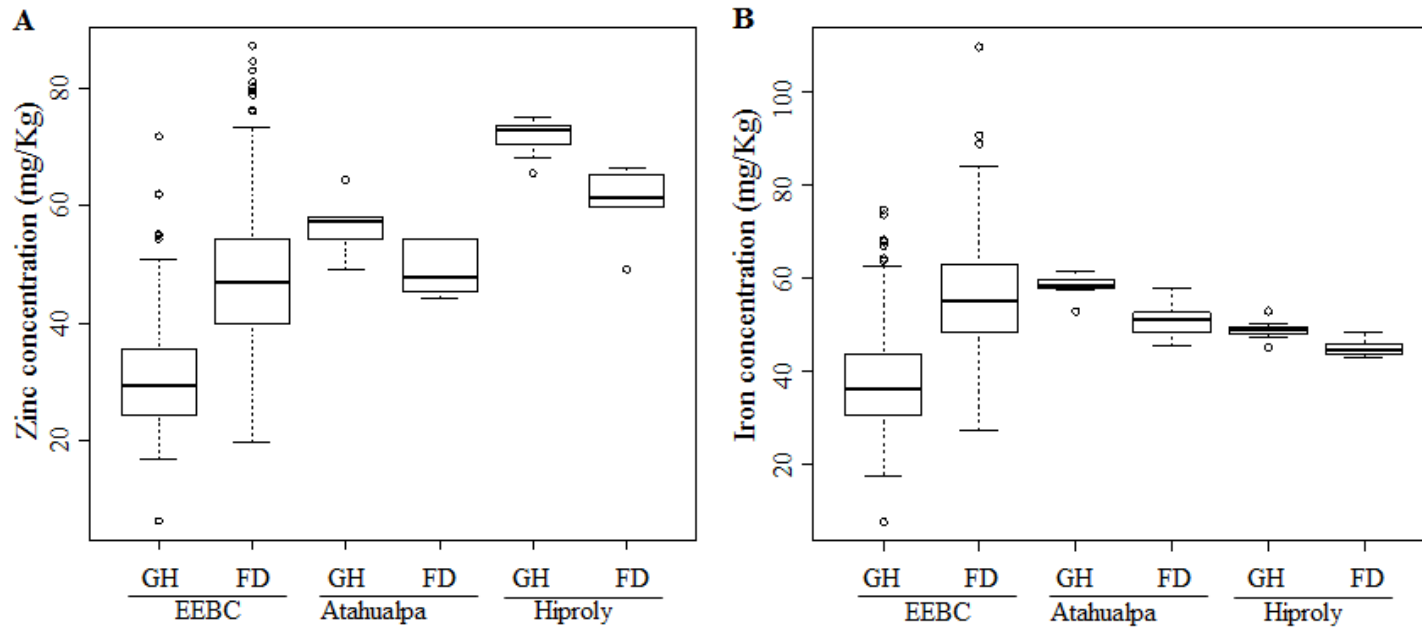 A
Zinc concentration (mg/Kg)
80
60
40
20
GH FD GH FD GH FD
EEBC Atahualpa Hiproly
B
Iron concentration (mg/Kg)
100
80
60
40
20
GH FD GH FD GH FD
EEBC Atahualpa Hiproly